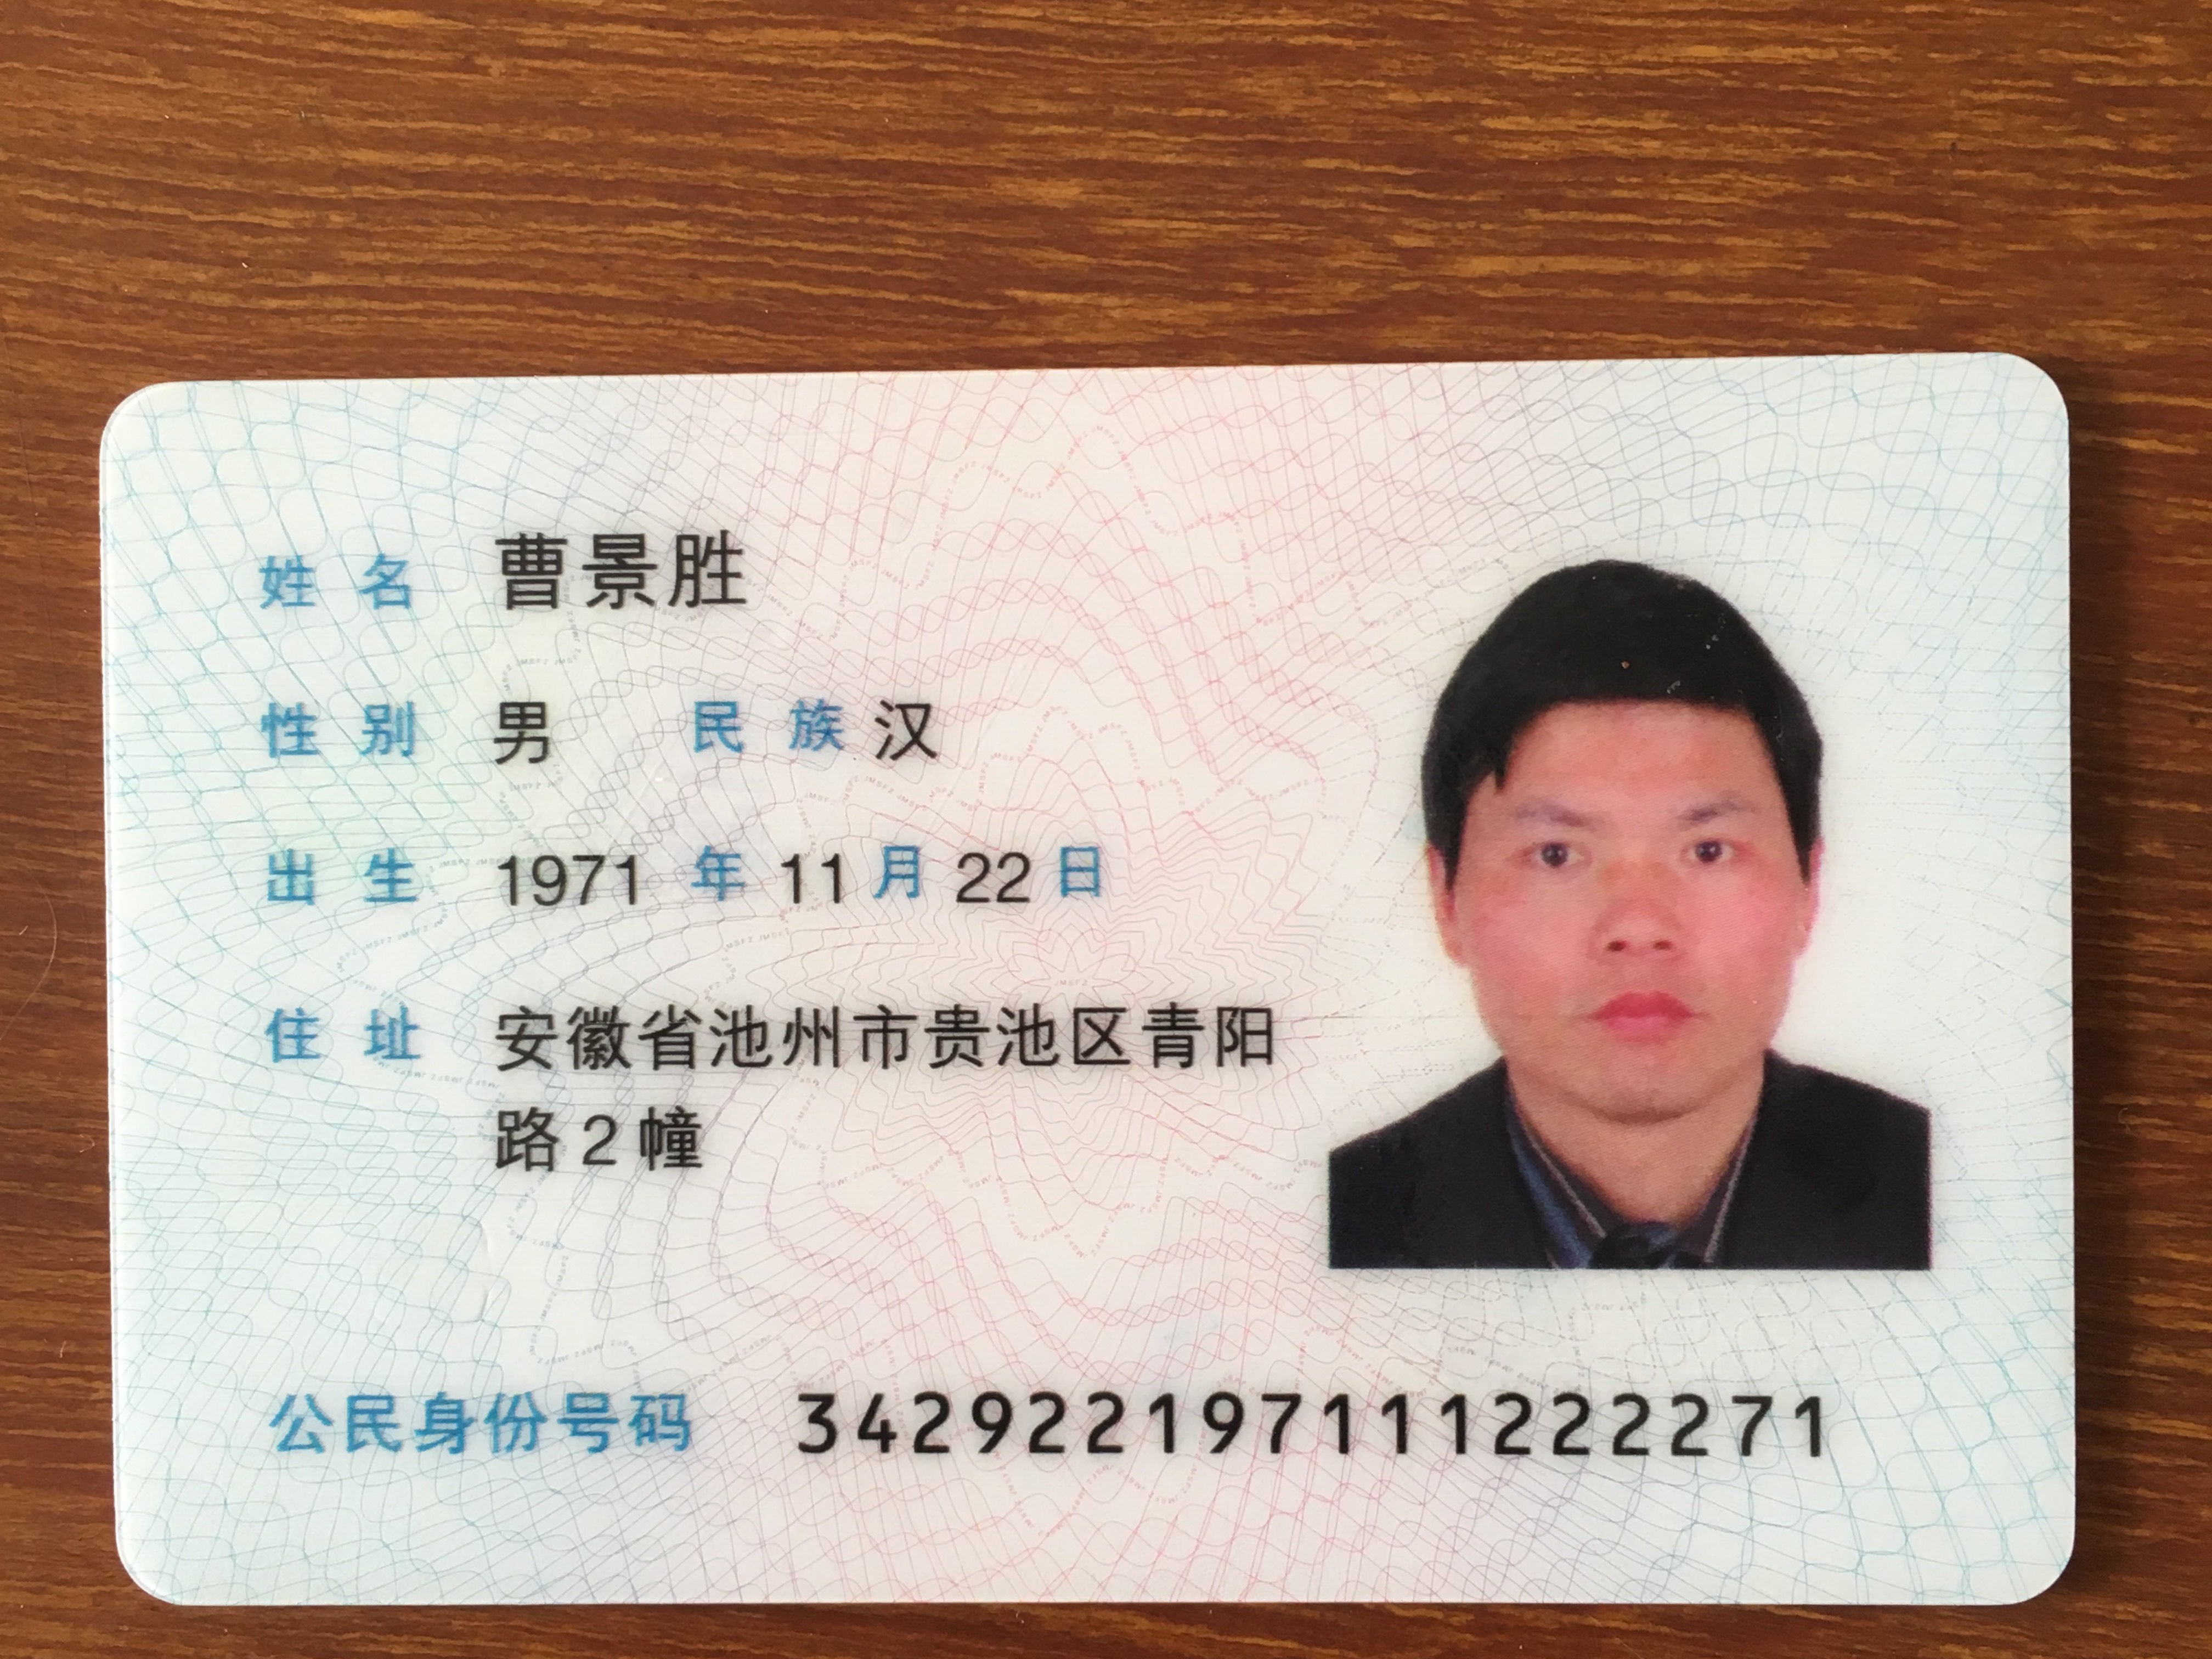 姓名 曹景胜
性别 男 民族 汉
出生 1971 年 11 月 22 日
住址 安徽省池州市贵池区青阳
路2幢
公民身份号码 342922197111222271